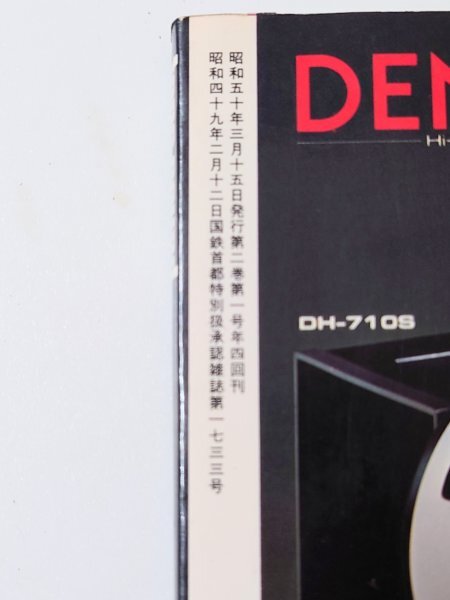 昭和五十年三月十五日発行第二巻第一号年四回刊
昭和四十九年二月十二日国鉄首都特別扱承認雑誌第一七三三号
DEN
Hi-
DH-710S